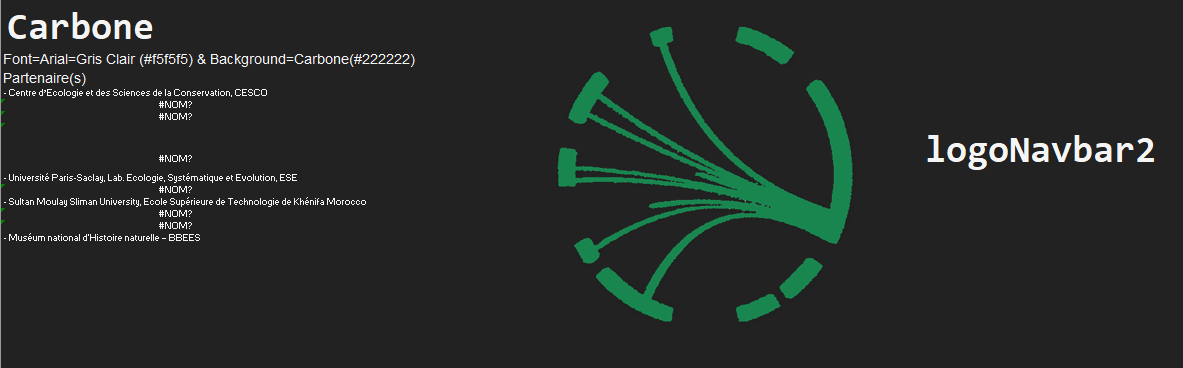 Carbone
Font=Arial=Gris Clair (#f5f5f5) & Background=Carbone(#222222)
Partenaire(s)
- Centre d'Ecologie et des Sciences de la Conservation, CESCO
#NOM?
#NOM?
#NOM?
- Université Paris-Saclay, Lab. Ecologie, Systématique et Evolution, ESE
#NOM?
- Sultan Moulay Sliman University, Ecole Supérieure de Technologie de Khénifa Morocco
#NOM?
#NOM?
- Muséum national d'Histoire naturelle – BBEES
logoNavbar2